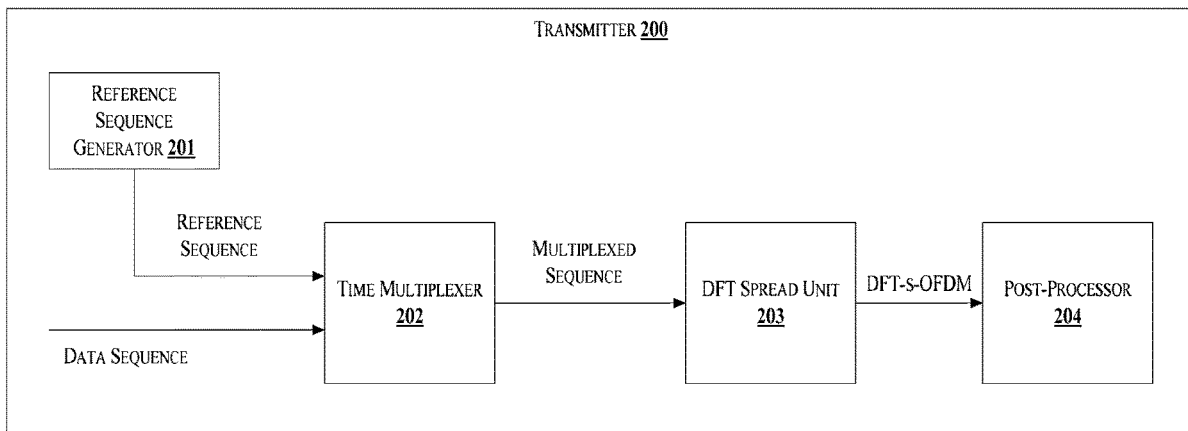 TRANSMITTER 200
REFERENCE
SEQUENCE
GENERATOR 201
REFERENCE
SEQUENCE
DATA SEQUENCE
TIME MULTIPLEXER
202
MULTIPLEXED
SEQUENCE
DFT SPREAD UNIT
203
DFT-S-OFDM
POST-PROCESSOR
204